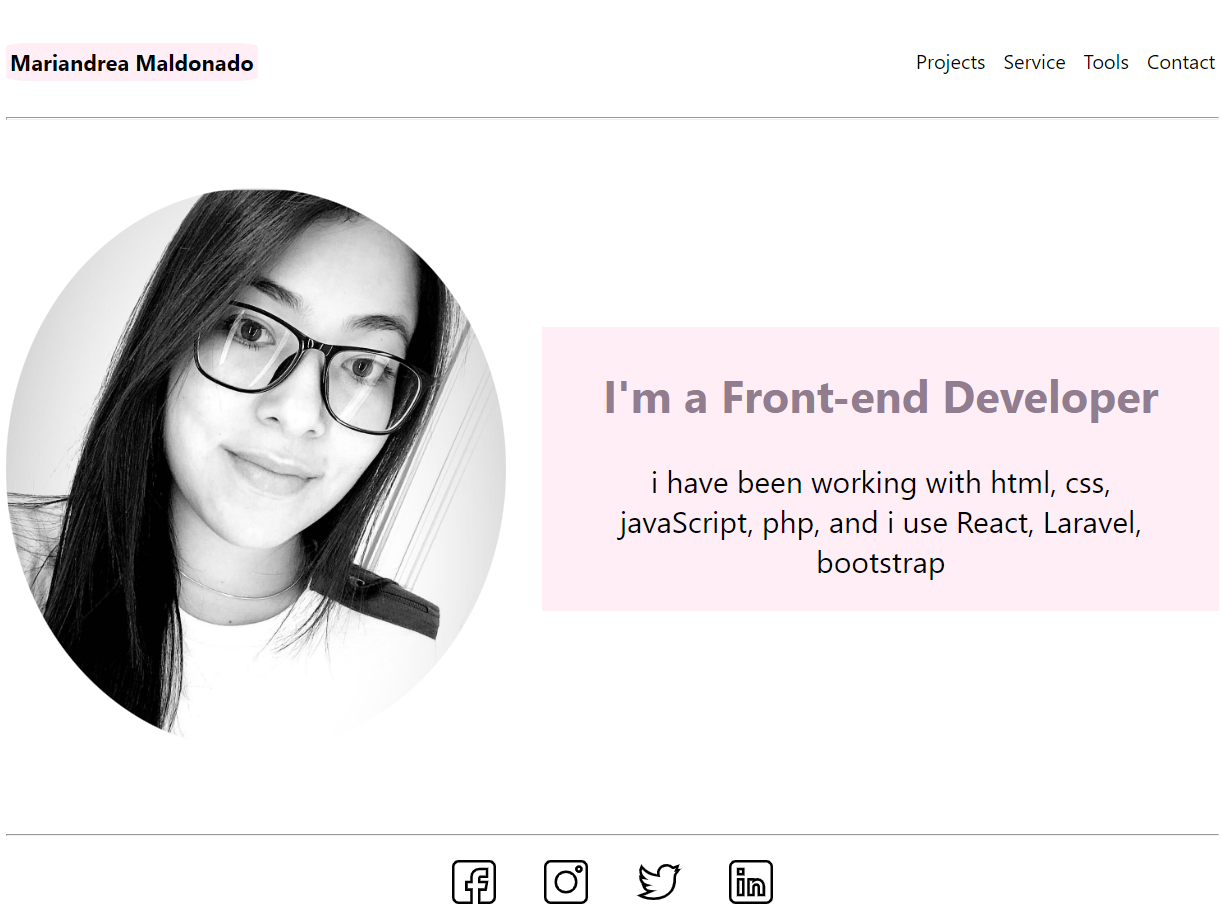 Mariandrea Maldonado
Projects Service Tools Contact
I'm a Front-end Developer
i have been working with html, css,
javaScript, php, and i use React, Laravel,
bootstrap